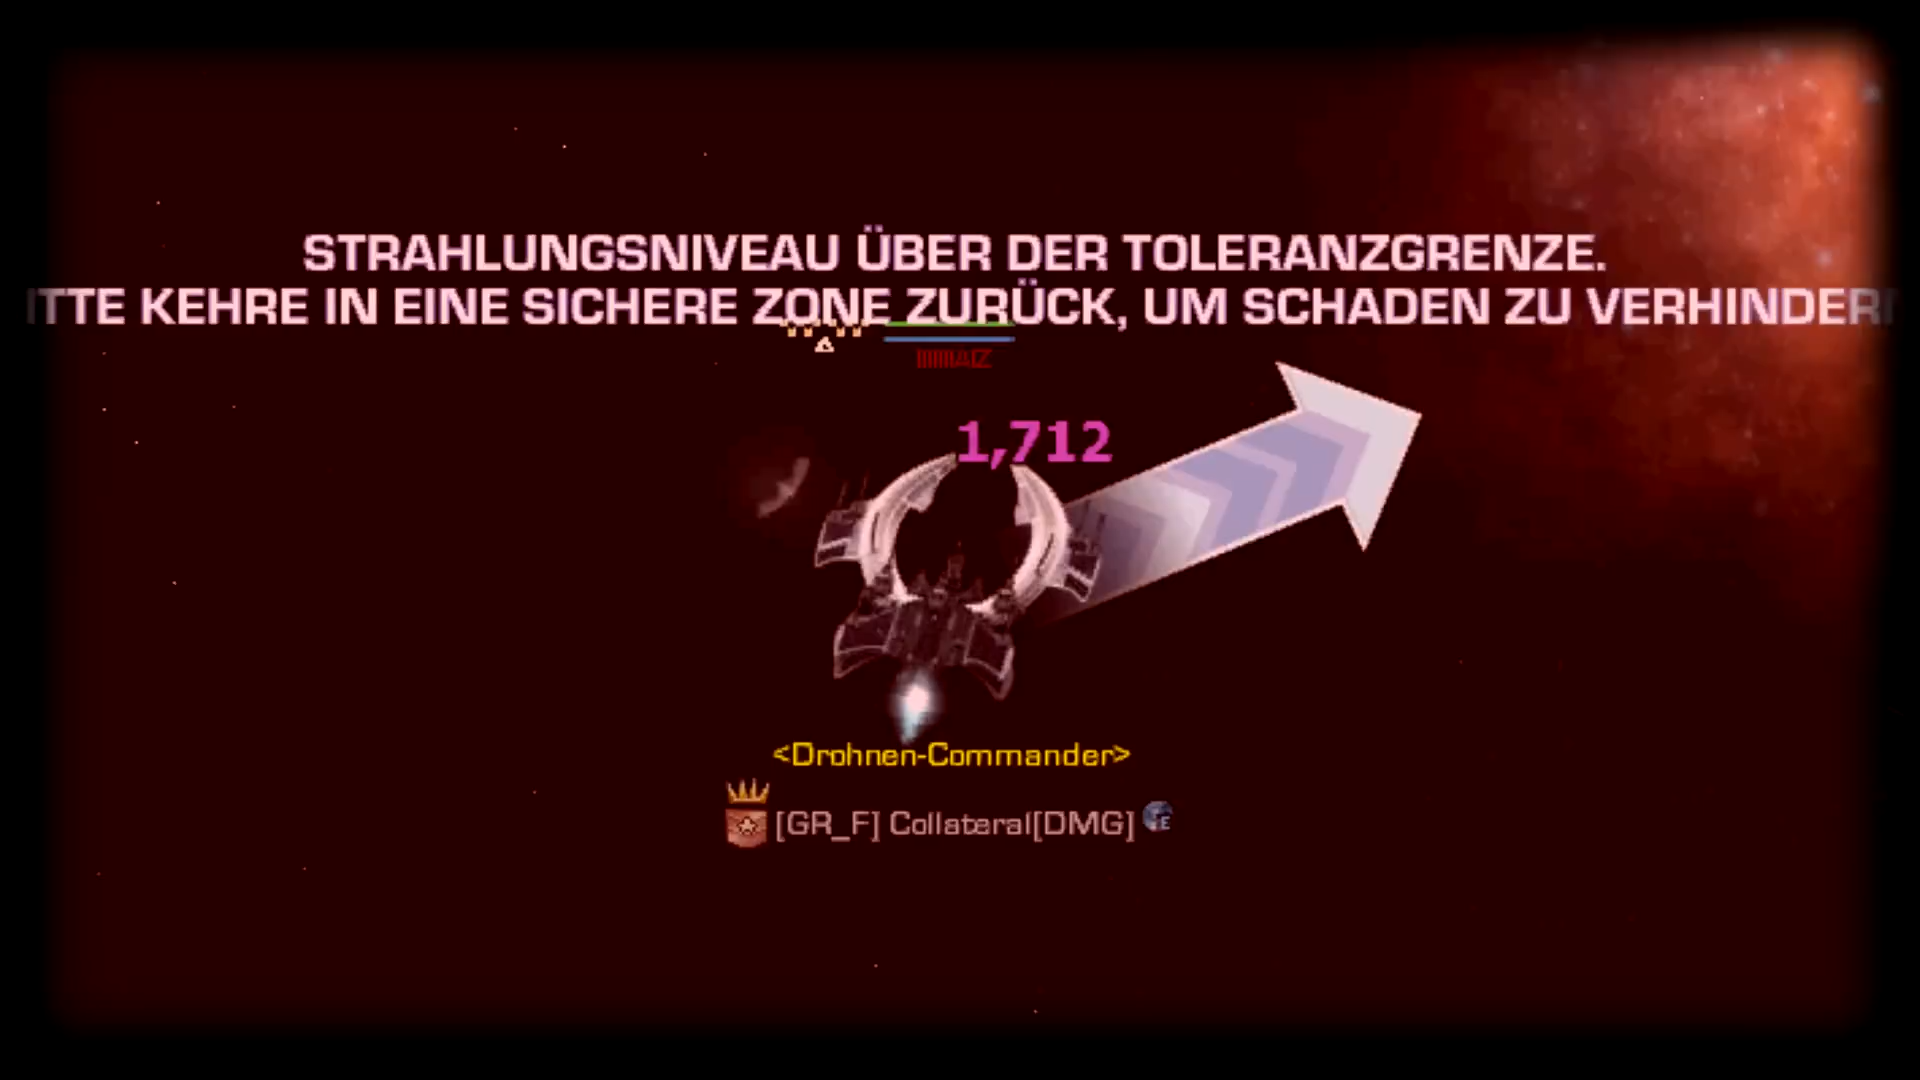 STRAHLUNGSNIVEAU ÜBER DER TOLERANZGRENZE.
ITTE KEHRE IN EINE SICHERE ZONE ZURÜCK, UM SCHADEN ZU VERHINDER
1,712
<Drohnen-Commander>
[GR_F] Collateral[DMG]